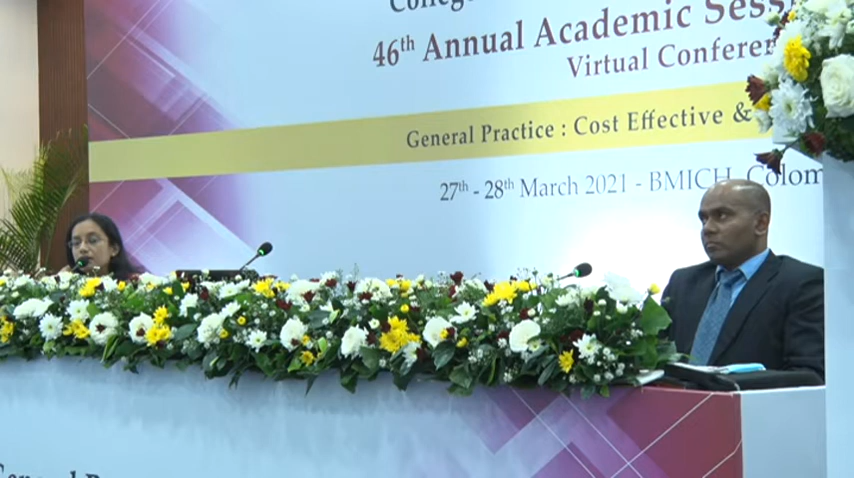 46th Annual Academic Sess
Virtual Conferen
General Practice : Cost Effective &
27th - 28th March 2021 - BMICH, Colom